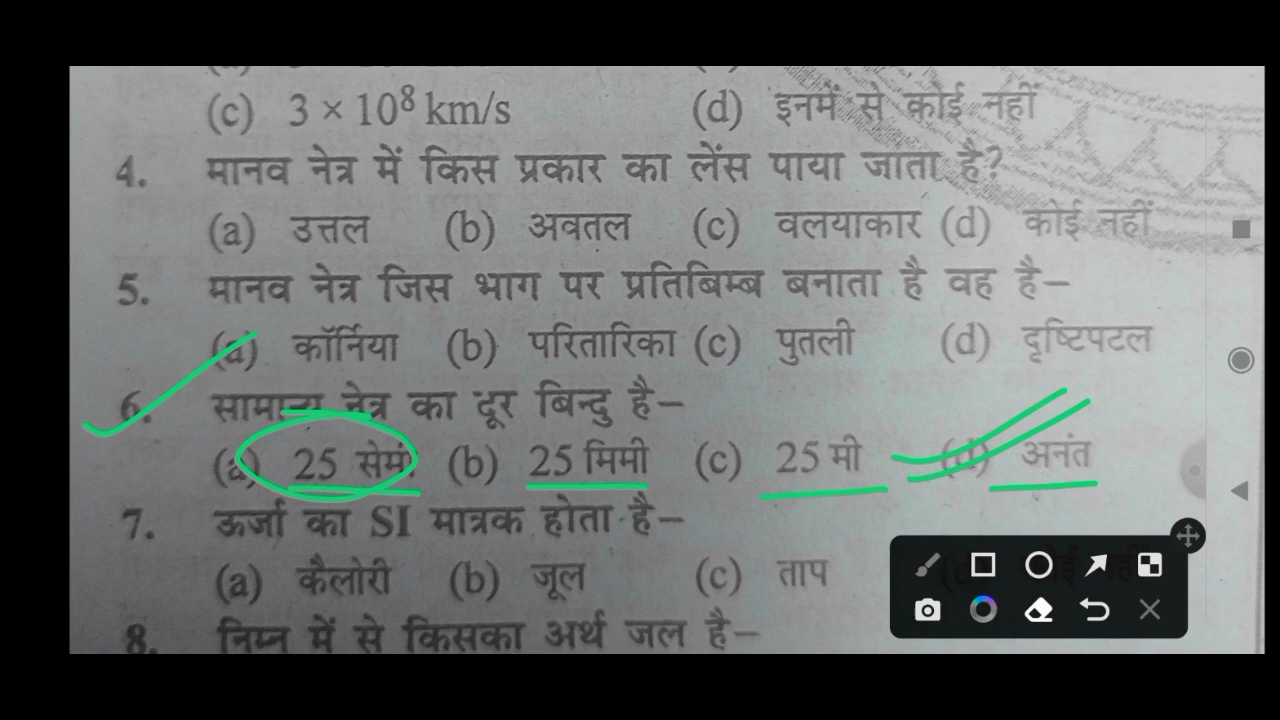 (c) 3 × 10⁸ km/s (d) इनमें से कोई नहीं
4. मानव नेत्र में किस प्रकार का लेंस पाया जाता है?
(a) उत्तल (b) अवतल (c) वलयाकार (d) कोई नहीं
5. मानव नेत्र जिस भाग पर प्रतिबिम्ब बनाता है वह है–
(a) कॉर्निया (b) परितारिका (c) पुतली (d) दृष्टिपटल
6. सामान्य नेत्र का दूर बिन्दु है–
(a) 25 सेमी (b) 25 मिमी (c) 25 मी (d) अनंत
7. ऊर्जा का SI मात्रक होता है–
(a) कैलोरी (b) जूल (c) ताप
8. निम्न में से किसका अर्थ जल है–